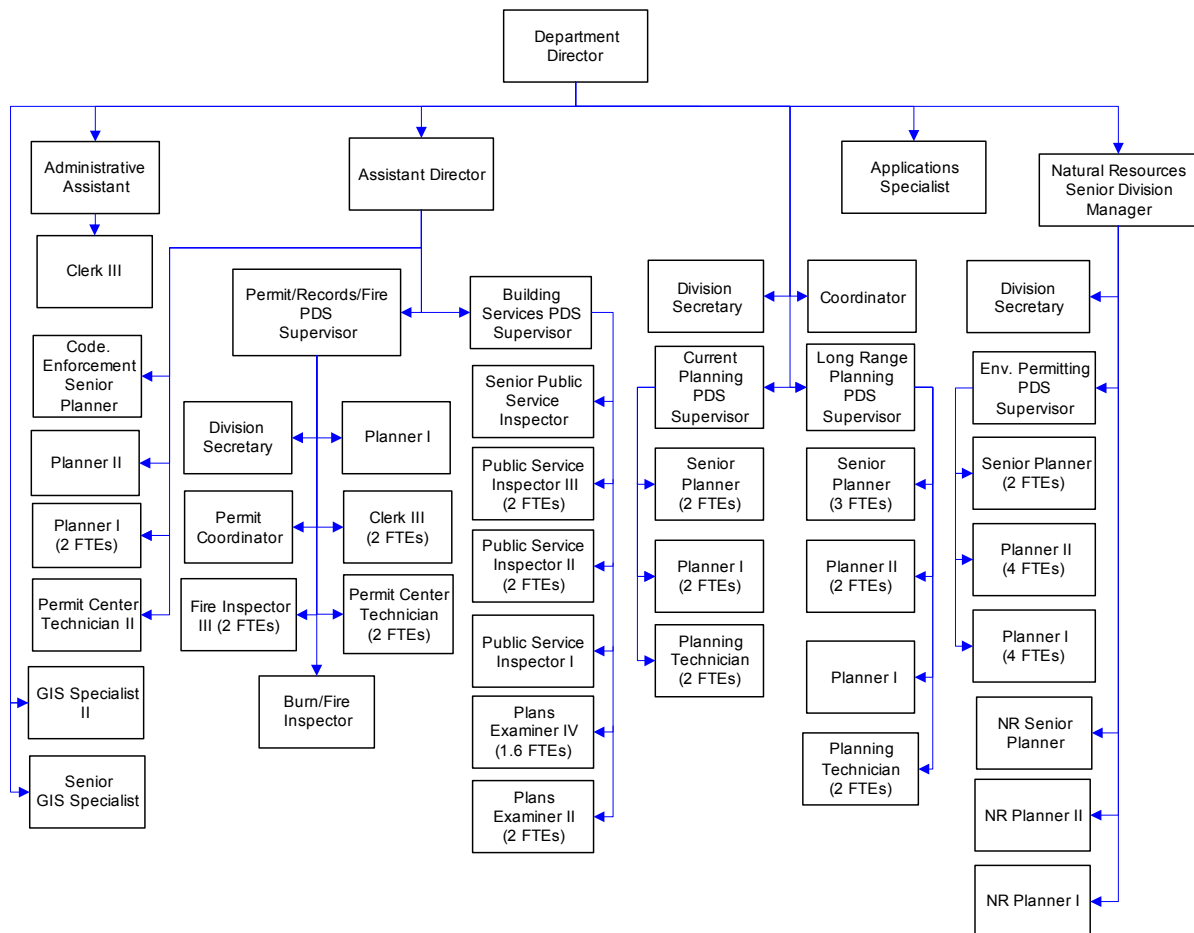 Department
Director
Administrative
Assistant
Assistant Director
Applications
Specialist
Natural Resources
Senior Division
Manager
Clerk III
Permit/Records/Fire
PDS
Supervisor
Building
Services PDS
Supervisor
Division
Secretary
Coordinator
Division
Secretary
Code.
Enforcement
Senior
Planner
Current
Planning
PDS
Supervisor
Long Range
Planning
PDS
Supervisor
Env. Permitting
PDS
Supervisor
Senior Public
Service
Inspector
Division
Secretary
Planner I
Planner II
Public Service
Inspector III
(2 FTEs)
Senior
Planner
(2 FTEs)
Senior
Planner
(3 FTEs)
Senior Planner
(2 FTEs)
Planner I
(2 FTEs)
Permit
Coordinator
Clerk III
(2 FTEs)
Public Service
Inspector II
(2 FTEs)
Planner I
(2 FTEs)
Planner II
(2 FTEs)
Planner II
(4 FTEs)
Permit Center
Technician II
Fire Inspector
III (2 FTEs)
Permit Center
Technician
(2 FTEs)
Public Service
Inspector I
Planning
Technician
(2 FTEs)
Planner I
Planner I
(4 FTEs)
GIS Specialist
II
Burn/Fire
Inspector
Plans
Examiner IV
(1.6 FTEs)
NR Senior
Planner
Senior
GIS Specialist
Planning
Technician
(2 FTEs)
Plans
Examiner II
(2 FTEs)
NR Planner II
NR Planner I